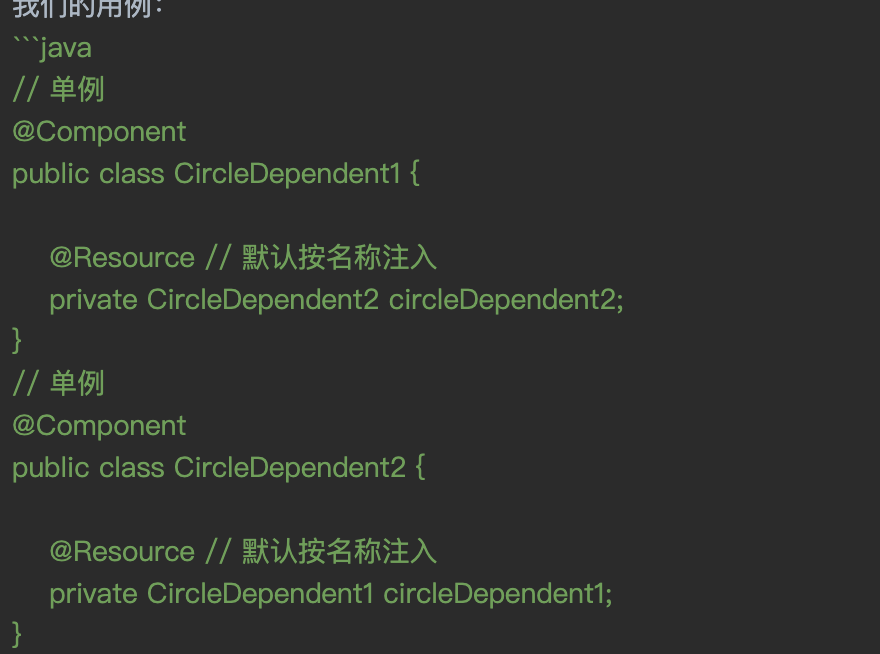 我们的用例：
```java
// 单例
@Component
public class CircleDependent1 {
@Resource // 默认按名称注入
private CircleDependent2 circleDependent2;
}
// 单例
@Component
public class CircleDependent2 {
@Resource // 默认按名称注入
private CircleDependent1 circleDependent1;
}